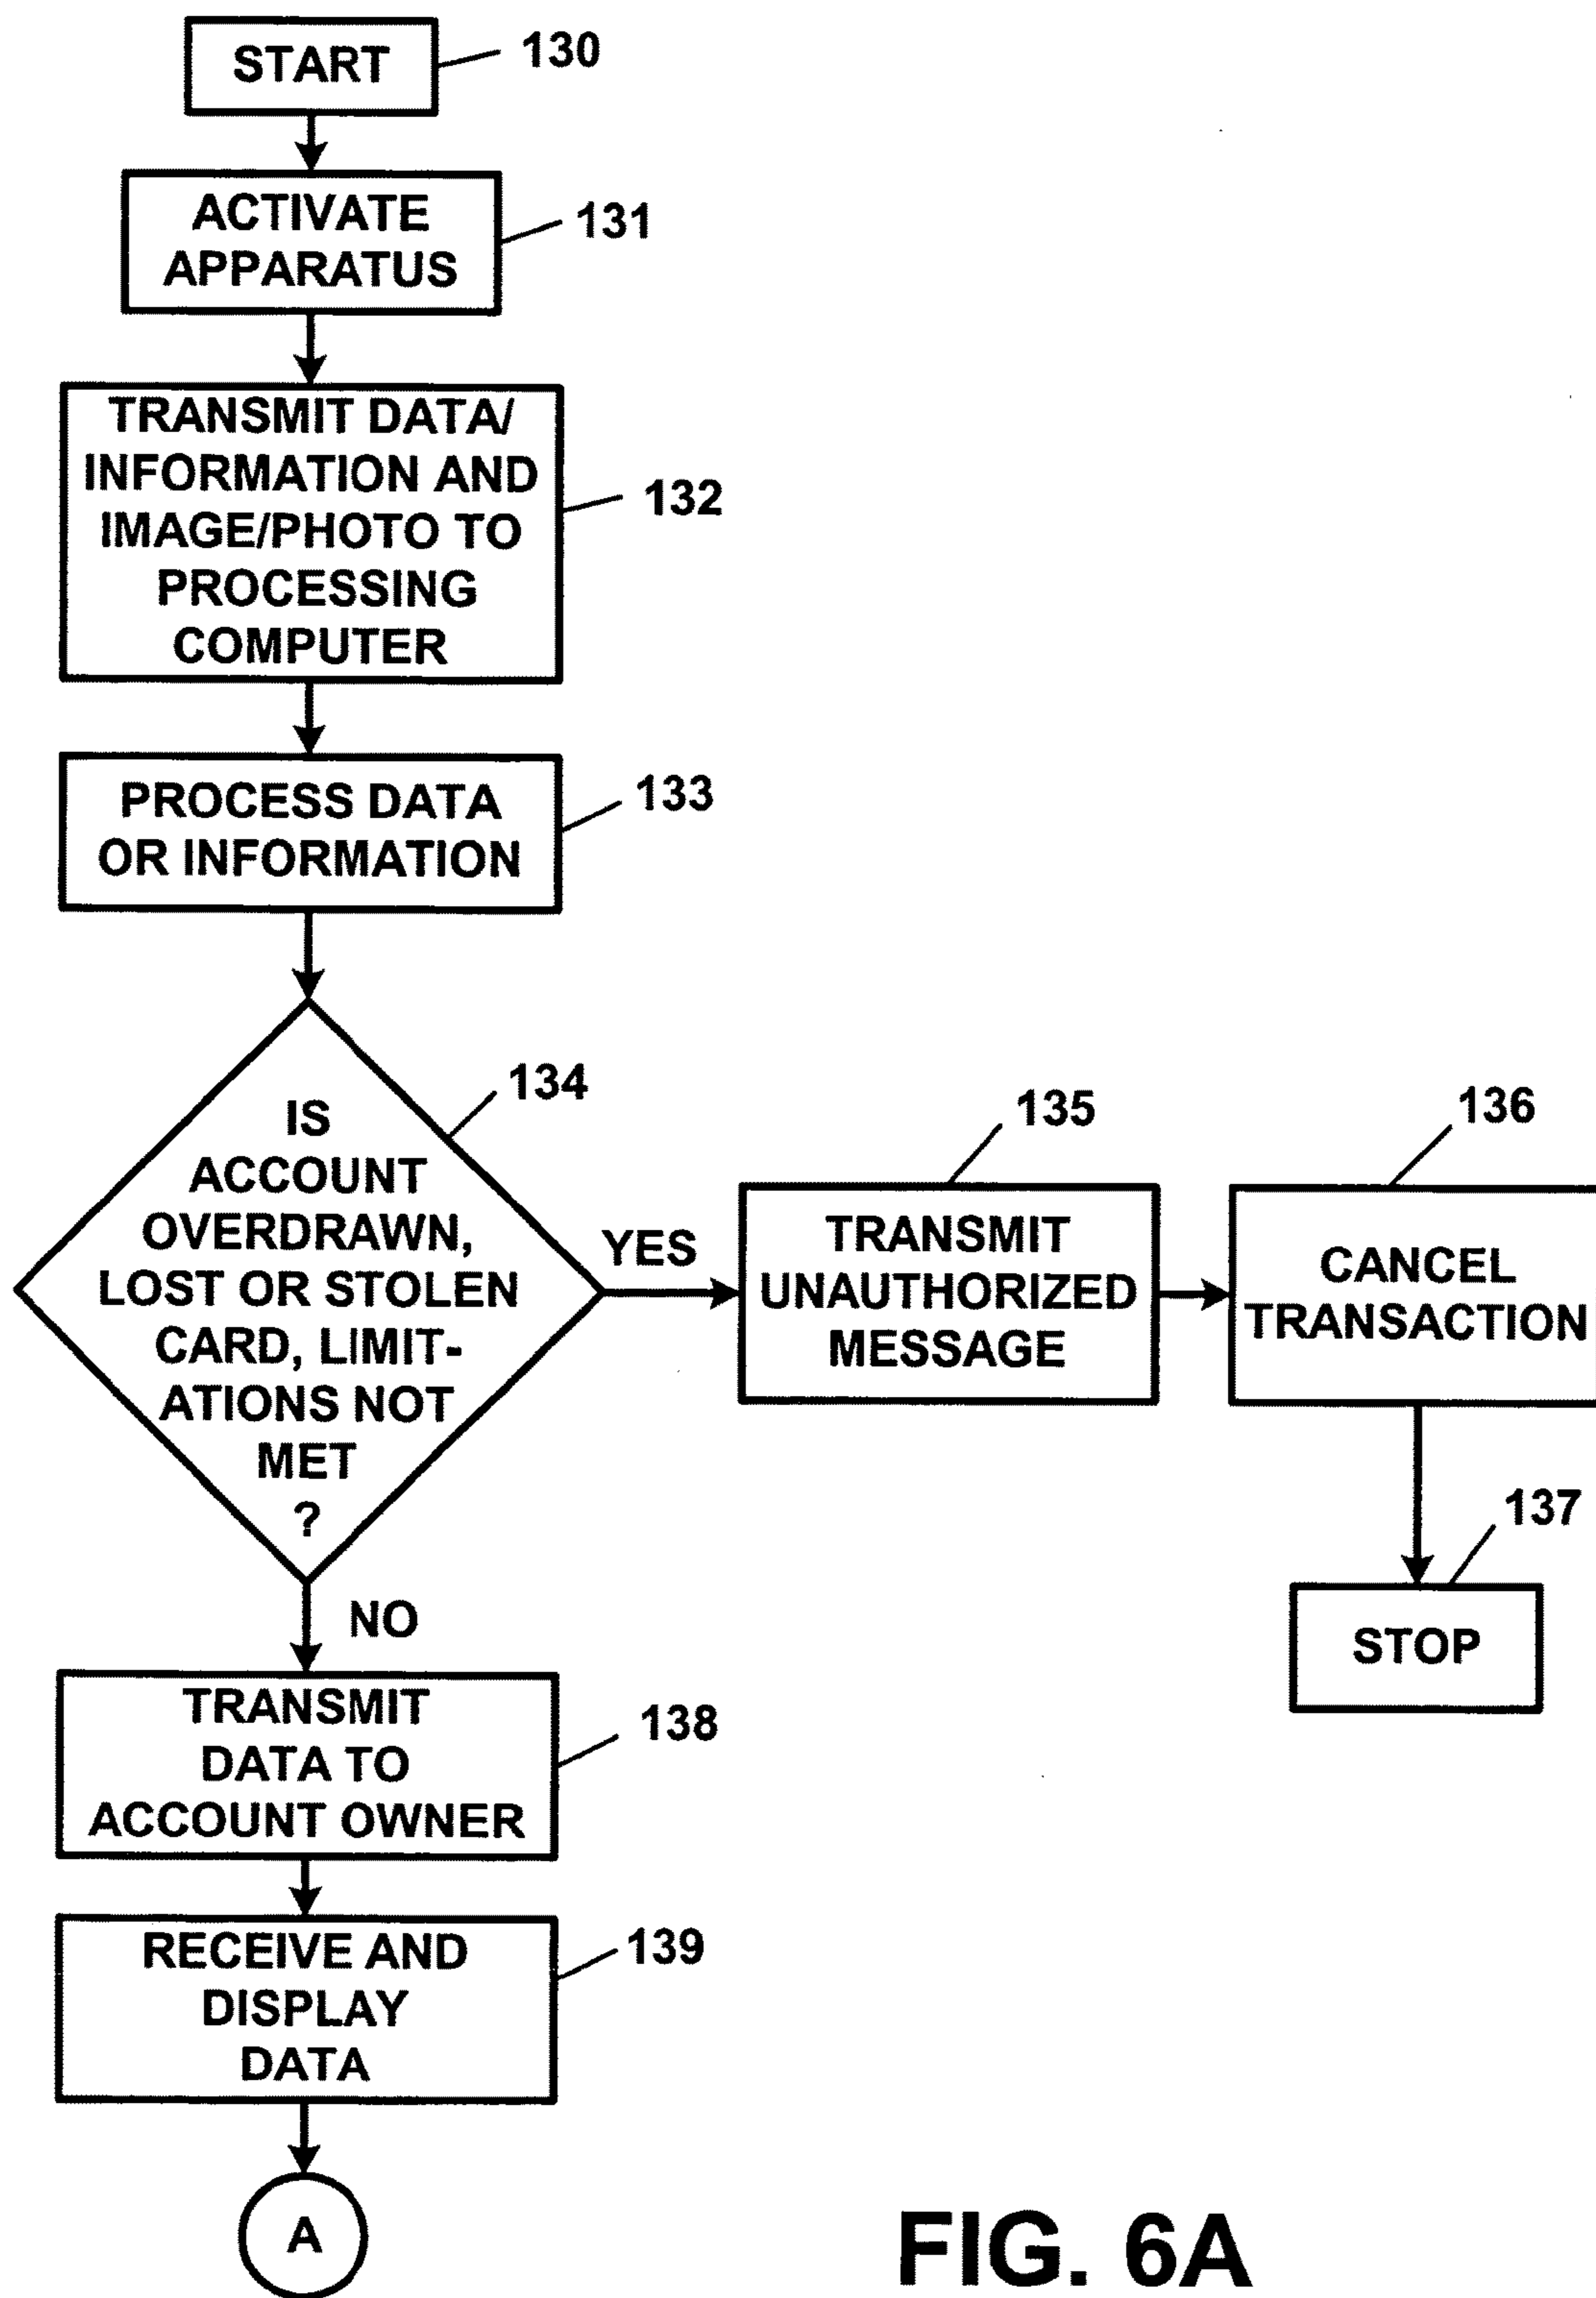 START
130
ACTIVATE
APPARATUS
131
TRANSMIT DATA/
INFORMATION AND
IMAGE/PHOTO TO
PROCESSING
COMPUTER
132
PROCESS DATA
OR INFORMATION
133
IS
ACCOUNT
OVERDRAWN,
LOST OR STOLEN
CARD, LIMIT-
ATIONS NOT
MET
?
134
YES
TRANSMIT
UNAUTHORIZED
MESSAGE
135
CANCEL
TRANSACTION
136
STOP
137
NO
TRANSMIT
DATA TO
ACCOUNT OWNER
138
RECEIVE AND
DISPLAY
DATA
139
A
FIG. 6A